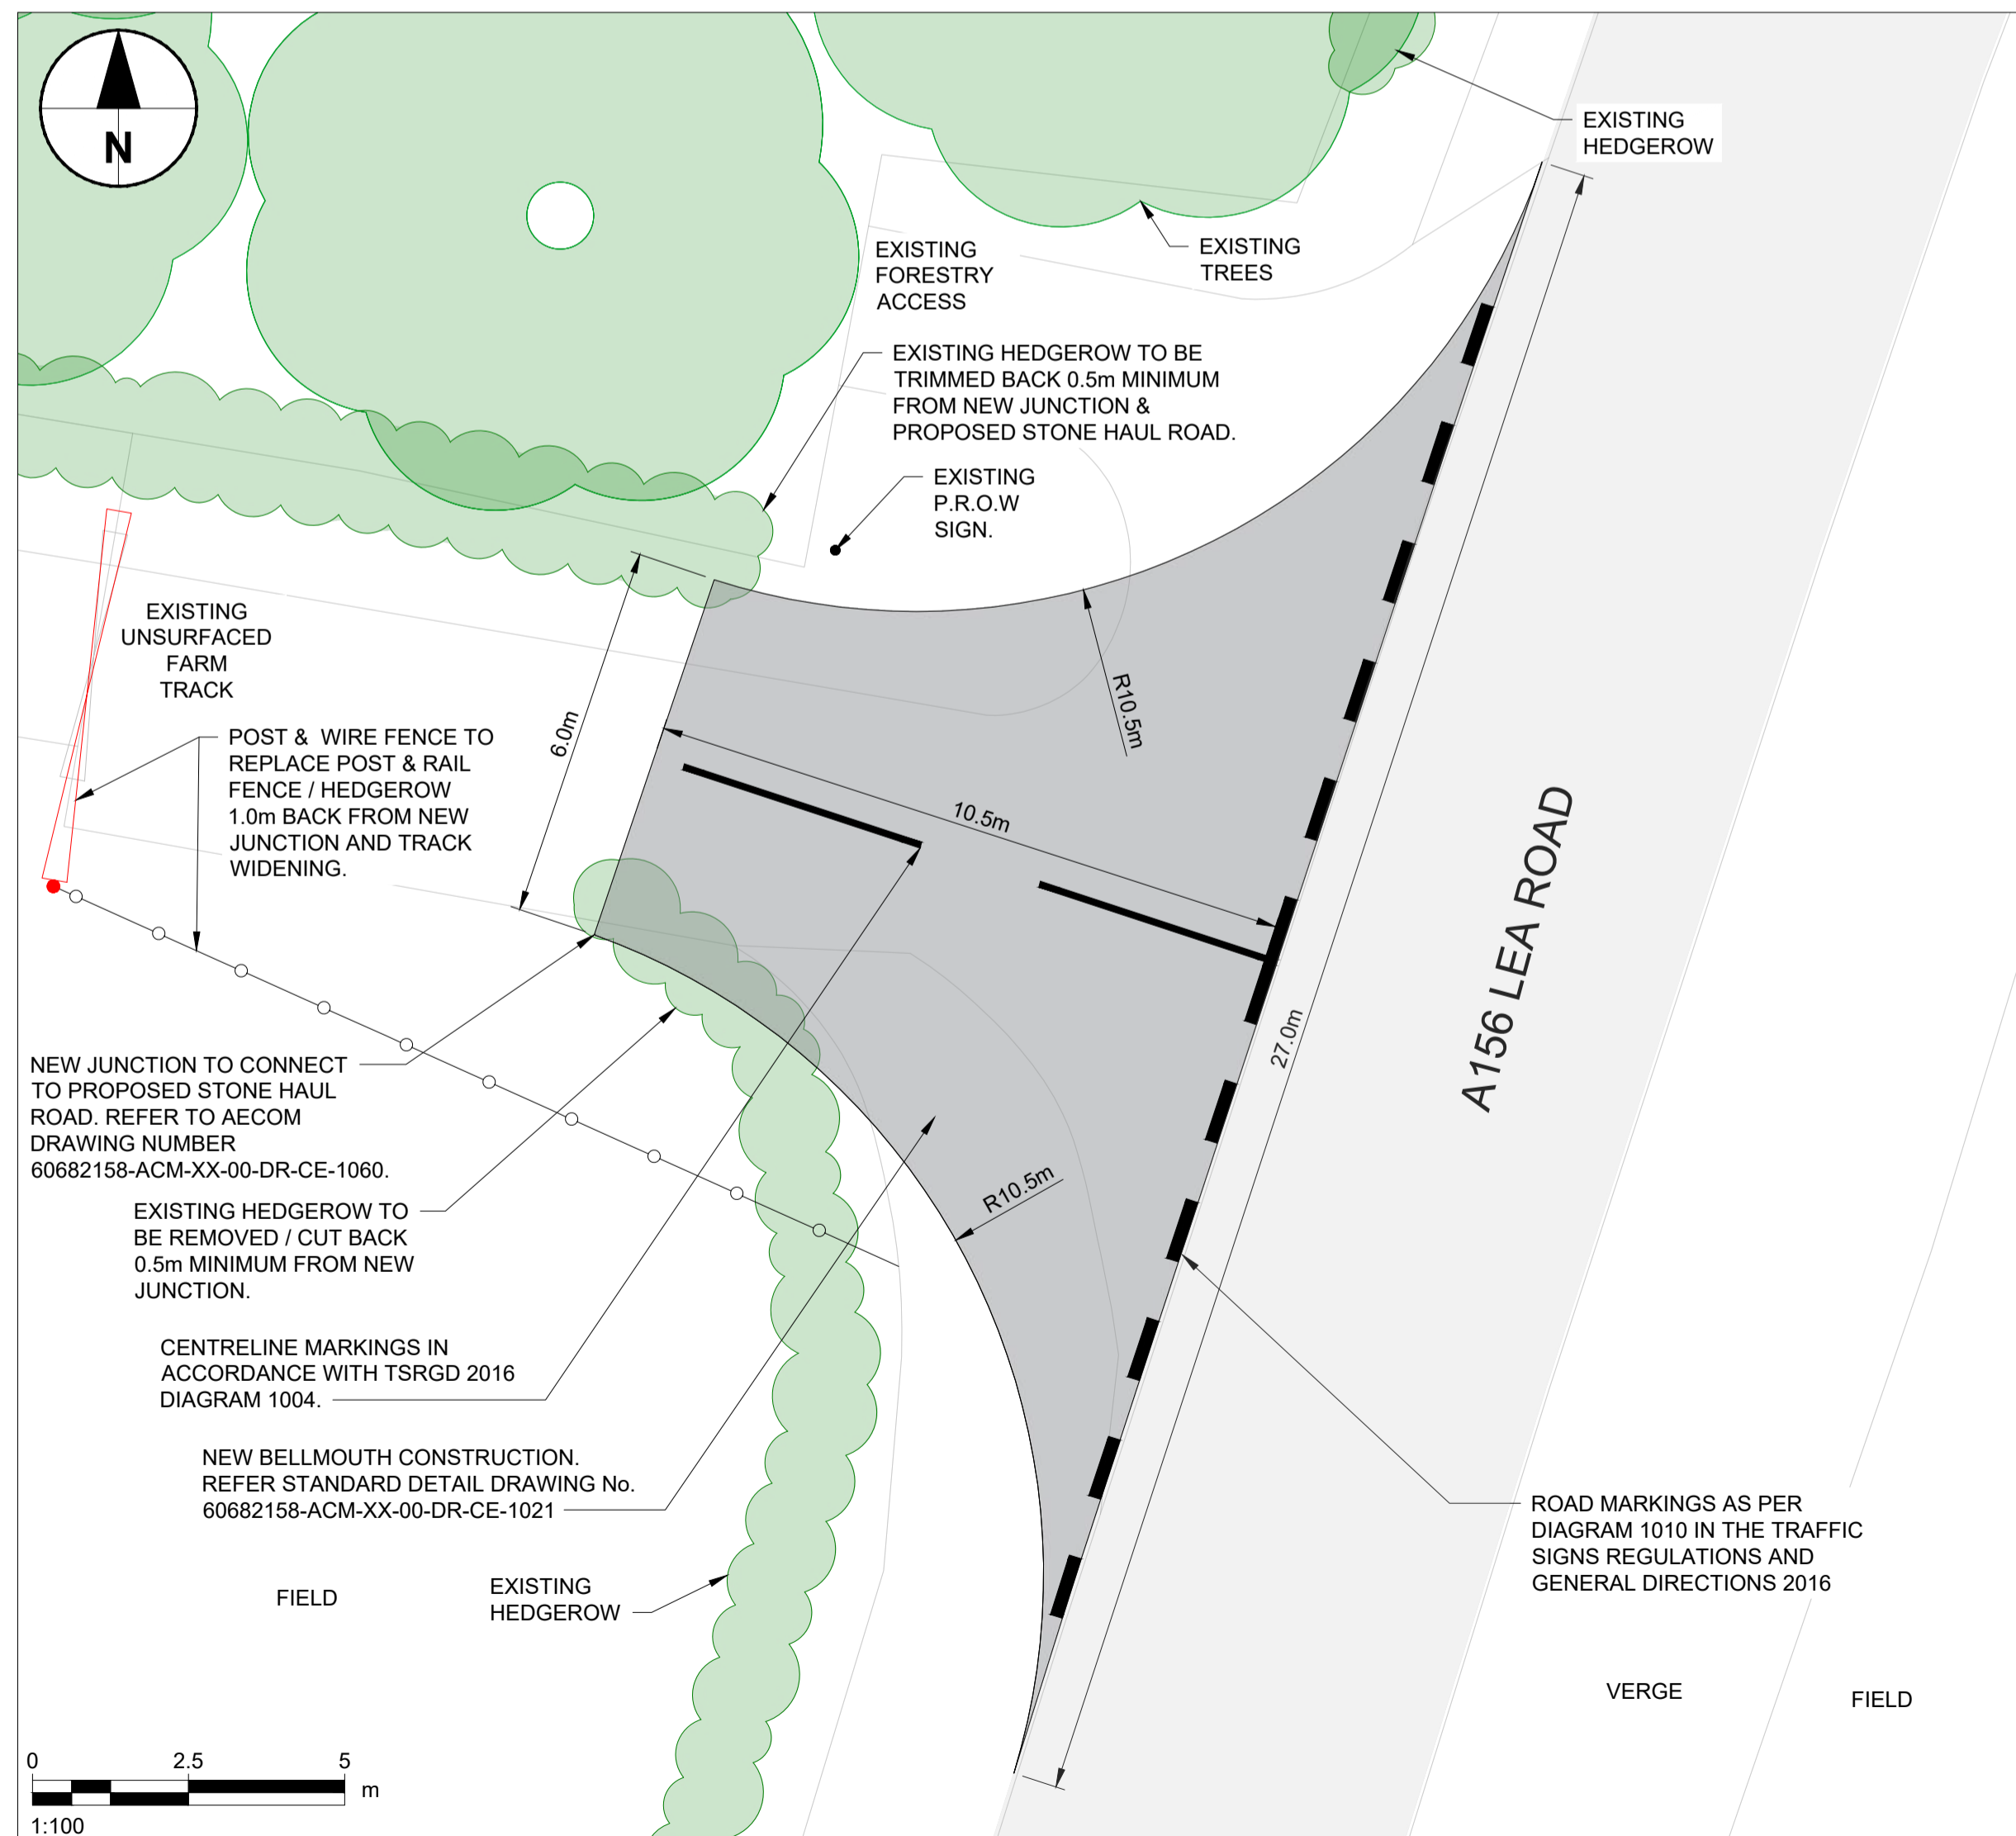 N
EXISTING
HEDGEROW
EXISTING
TREES
EXISTING
FORESTRY
ACCESS
EXISTING HEDGEROW TO BE
TRIMMED BACK 0.5m MINIMUM
FROM NEW JUNCTION &
PROPOSED STONE HAUL ROAD.
EXISTING
P.R.O.W
SIGN.
EXISTING
UNSURFACED
FARM
TRACK
6.0m
R10.5m
POST & WIRE FENCE TO
REPLACE POST & RAIL
FENCE / HEDGEROW
1.0m BACK FROM NEW
JUNCTION AND TRACK
WIDENING.
10.5m
A156 LEA ROAD
27.0m
NEW JUNCTION TO CONNECT
TO PROPOSED STONE HAUL
ROAD. REFER TO AECOM
DRAWING NUMBER
60682158-ACM-XX-00-DR-CE-1060.
R10.5m
EXISTING HEDGEROW TO
BE REMOVED / CUT BACK
0.5m MINIMUM FROM NEW
JUNCTION.
CENTRELINE MARKINGS IN
ACCORDANCE WITH TSRGD 2016
DIAGRAM 1004.
NEW BELLMOUTH CONSTRUCTION.
REFER STANDARD DETAIL DRAWING No.
60682158-ACM-XX-00-DR-CE-1021
ROAD MARKINGS AS PER
DIAGRAM 1010 IN THE TRAFFIC
SIGNS REGULATIONS AND
GENERAL DIRECTIONS 2016
FIELD
EXISTING
HEDGEROW
VERGE
FIELD
0 2.5 5
m
1:100